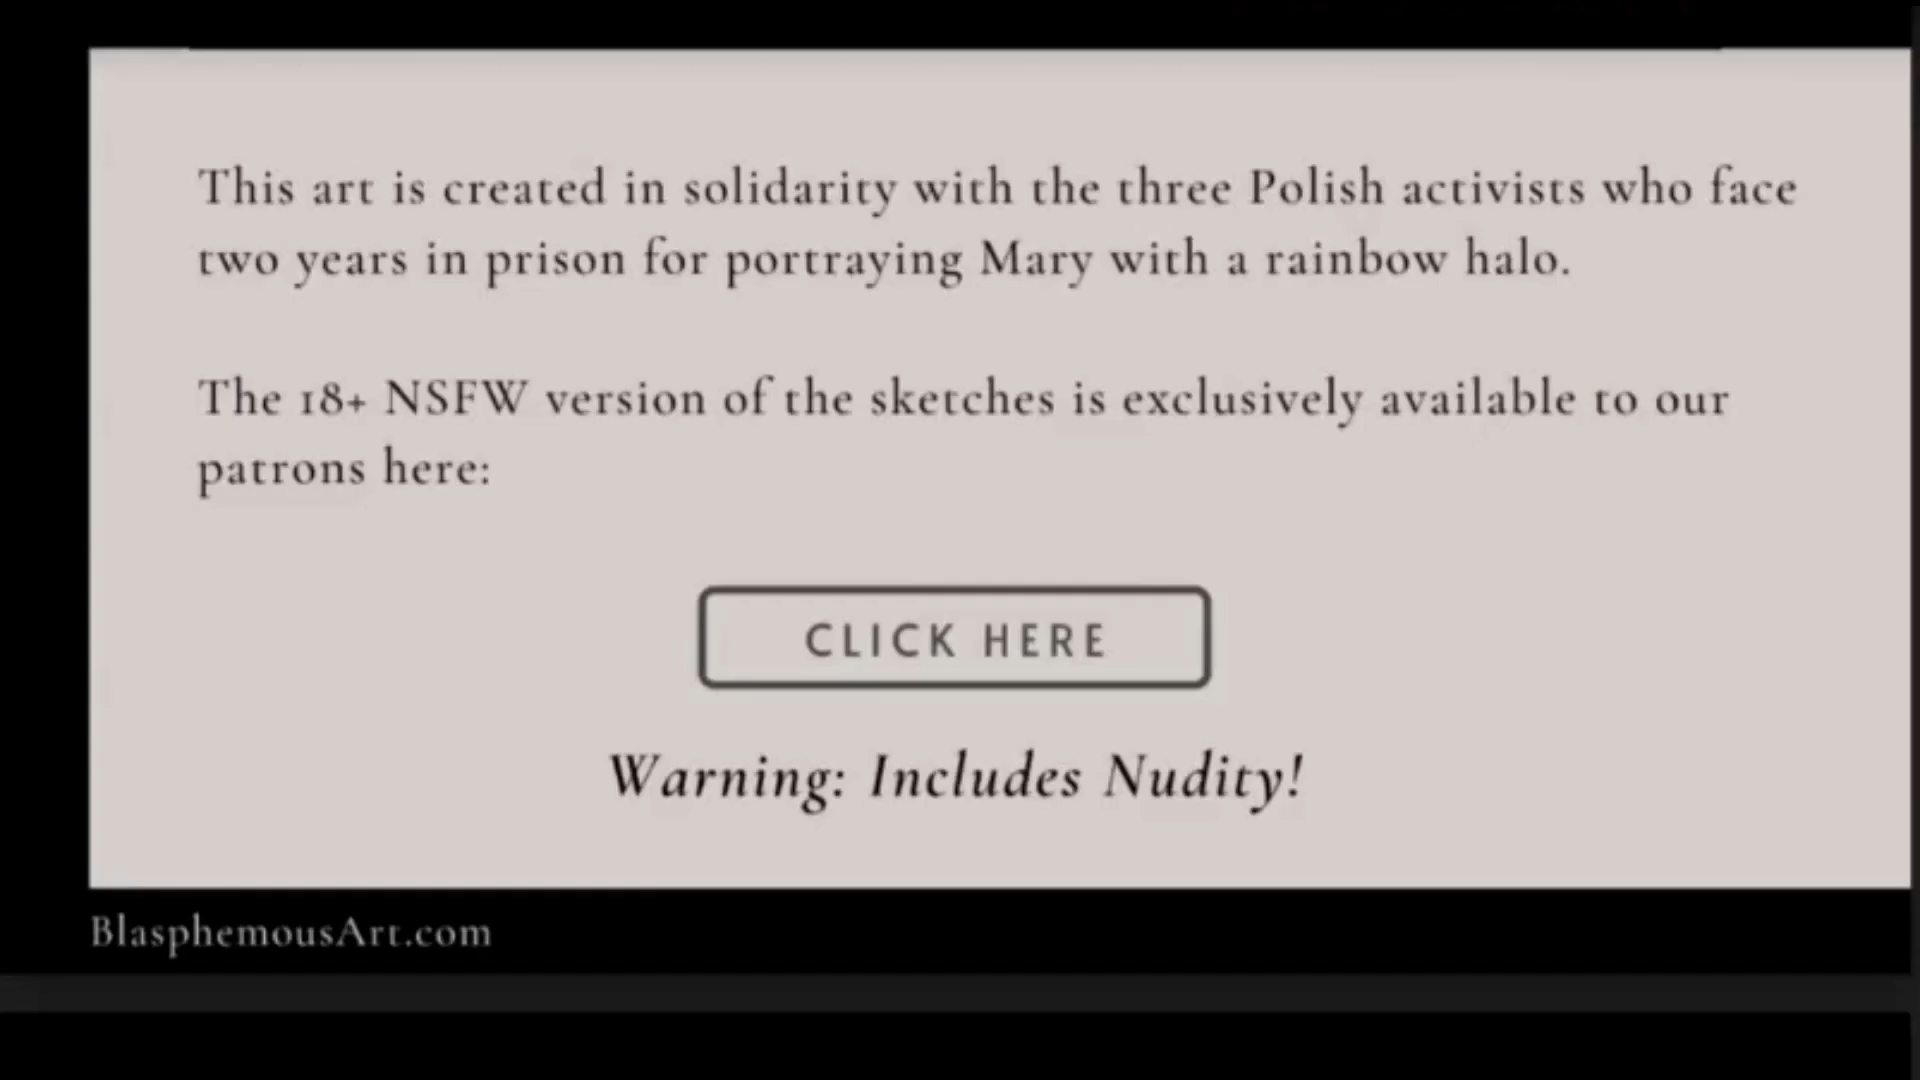 This art is created in solidarity with the three Polish activists who face
two years in prison for portraying Mary with a rainbow halo.
The 18+ NSFW version of the sketches is exclusively available to our
patrons here:
CLICK HERE
Warning: Includes Nudity!
BlasphemousArt.com